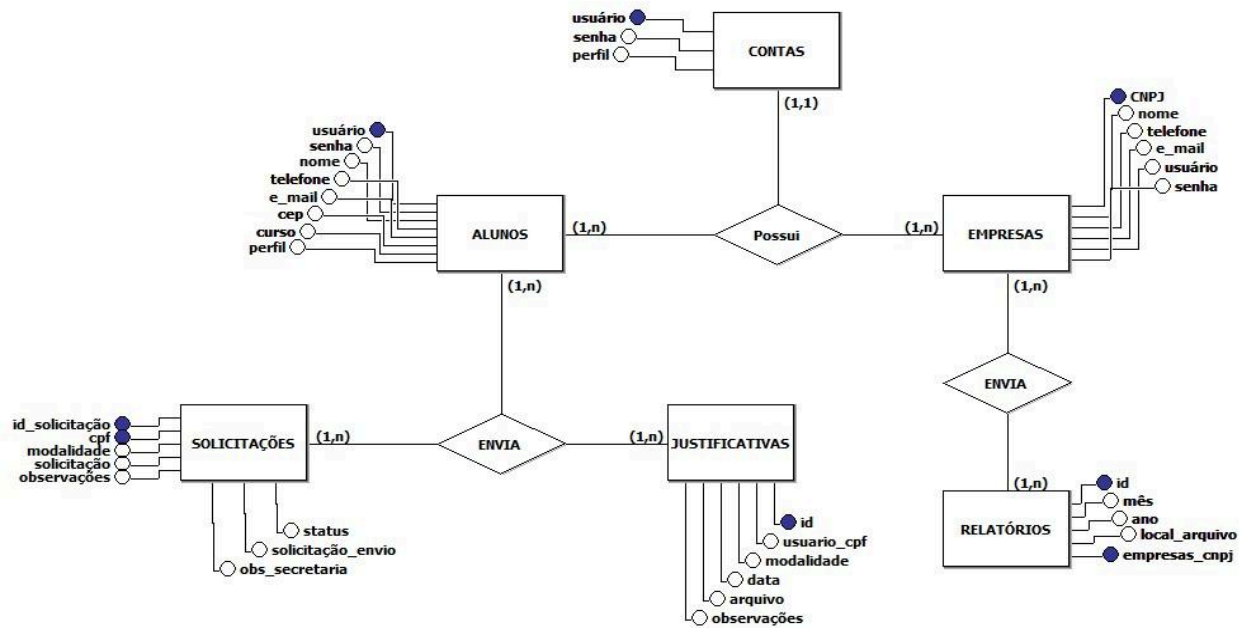 usuário
senha
perfil
CONTAS
(1,1)
CNPJ
nome
telefone
e_mail
usuário
senha
usuário
senha
nome
telefone
e_mail
cep
curso
perfil
ALUNOS
(1,n)
Possui
(1,n)
EMPRESAS
(1,n)
(1,n)
ENVIA
id_solicitação
cpf
modalidade
solicitação
observações
SOLICITAÇÕES
(1,n)
ENVIA
(1,n)
JUSTIFICATIVAS
(1,n)
status
solicitação_envio
obs_secretaria
id
usuario_cpf
modalidade
data
arquivo
observações
RELATÓRIOS
id
mês
ano
local_arquivo
empresas_cnpj